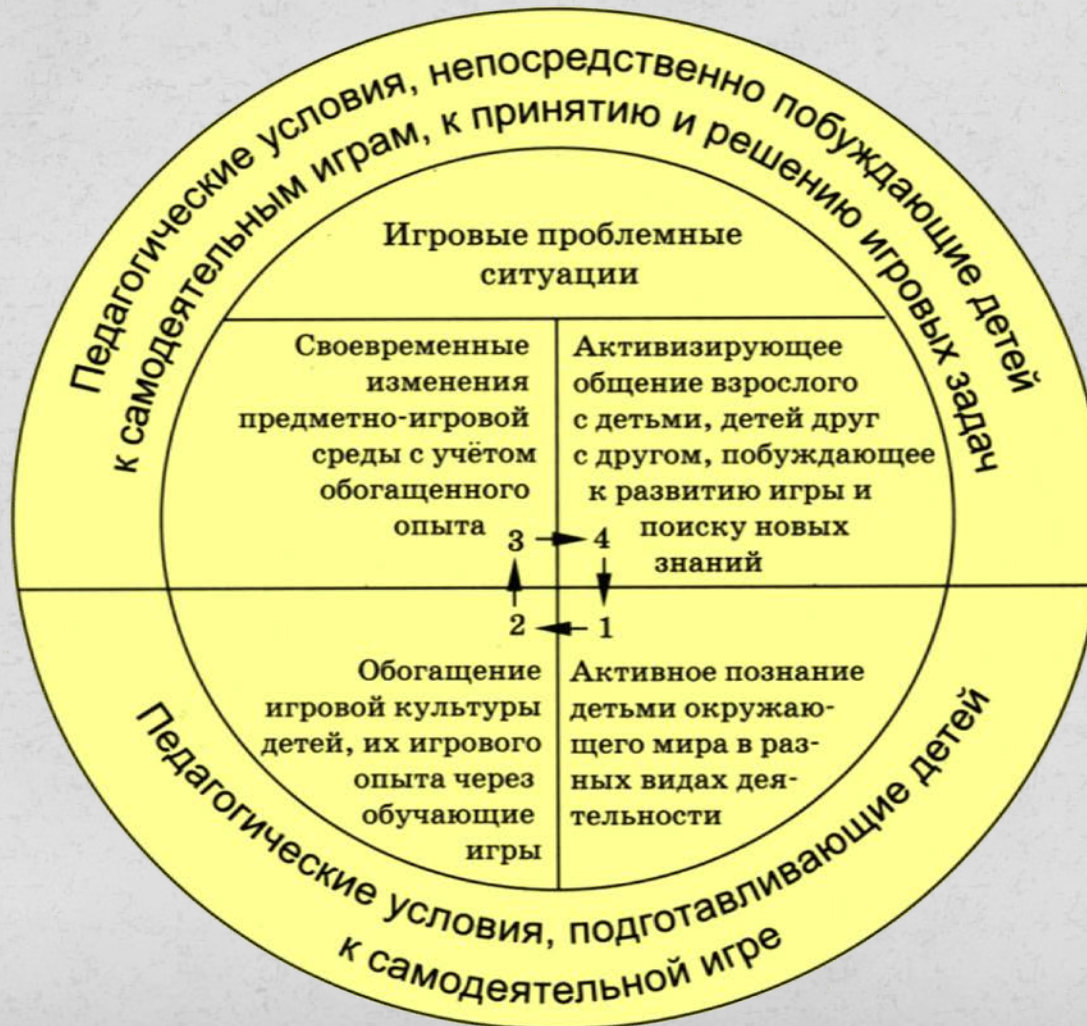 Педагогические условия, непосредственно побуждающие детей
к самодеятельным играм, к принятию и решению игровых задач
Игровые проблемные
ситуации
Своевременные
изменения
предметно-игровой
среды с учётом
обогащенного
опыта
3
Активизирующее
общение взрослого
с детьми, детей друг
с другом, побуждающее
к развитию игры и
4 поиску новых
знаний
2
Обогащение
игровой культуры
детей, их игрового
опыта через
обучающие
игры
1
Активное познание
детьми окружаю-
щего мира в раз-
ных видах дея-
тельности
Педагогические условия, подготавливающие детей
к самодеятельной игре